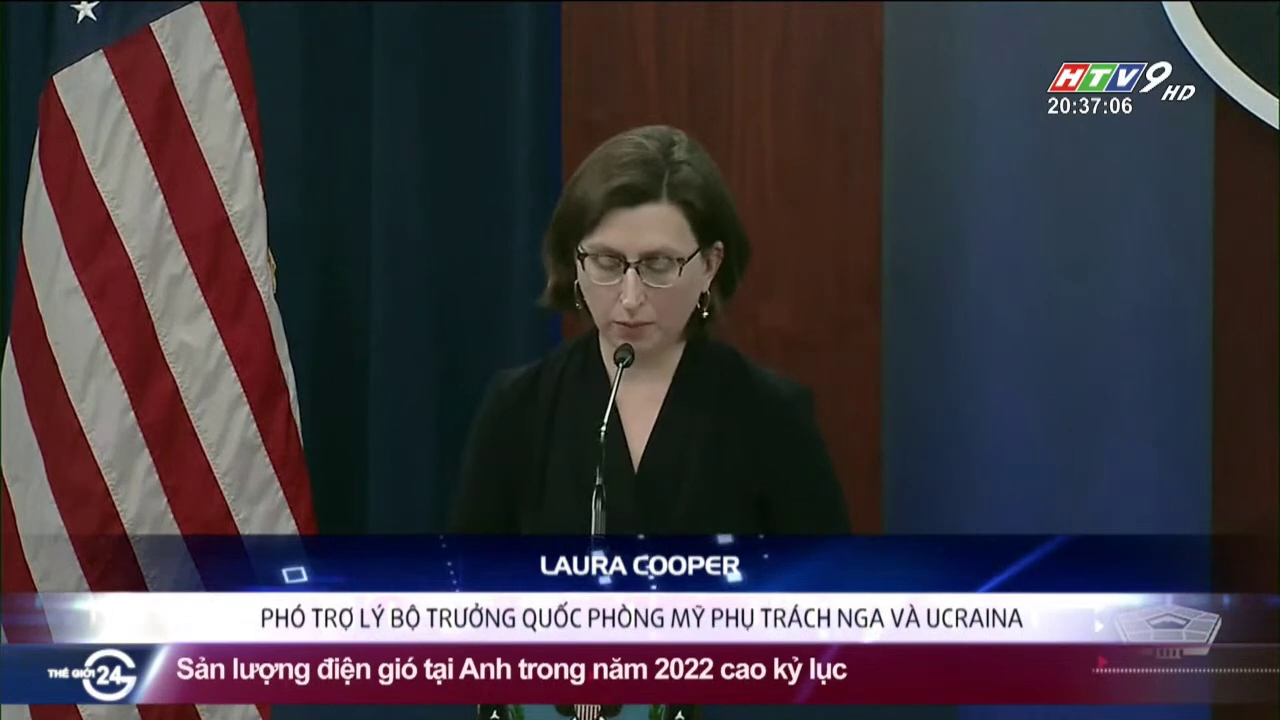 HTV9 HD
20:37:06
LAURA COOPER
PHÓ TRỢ LÝ BỘ TRƯỞNG QUỐC PHÒNG MỸ PHỤ TRÁCH NGA VÀ UCRAINA
THẾ GIỚI 24G
Sản lượng điện gió tại Anh trong năm 2022 cao kỷ lục